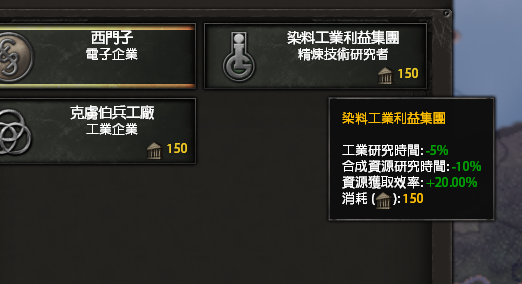 西門子
電子企業
染料工業利益集團
精煉技術研究者
150
克虜伯兵工廠
工業企業
150
染料工業利益集團
工業研究時間:-5%
合成資源研究時間:-10%
資源獲取效率:+20.00%
消耗 ( ):150